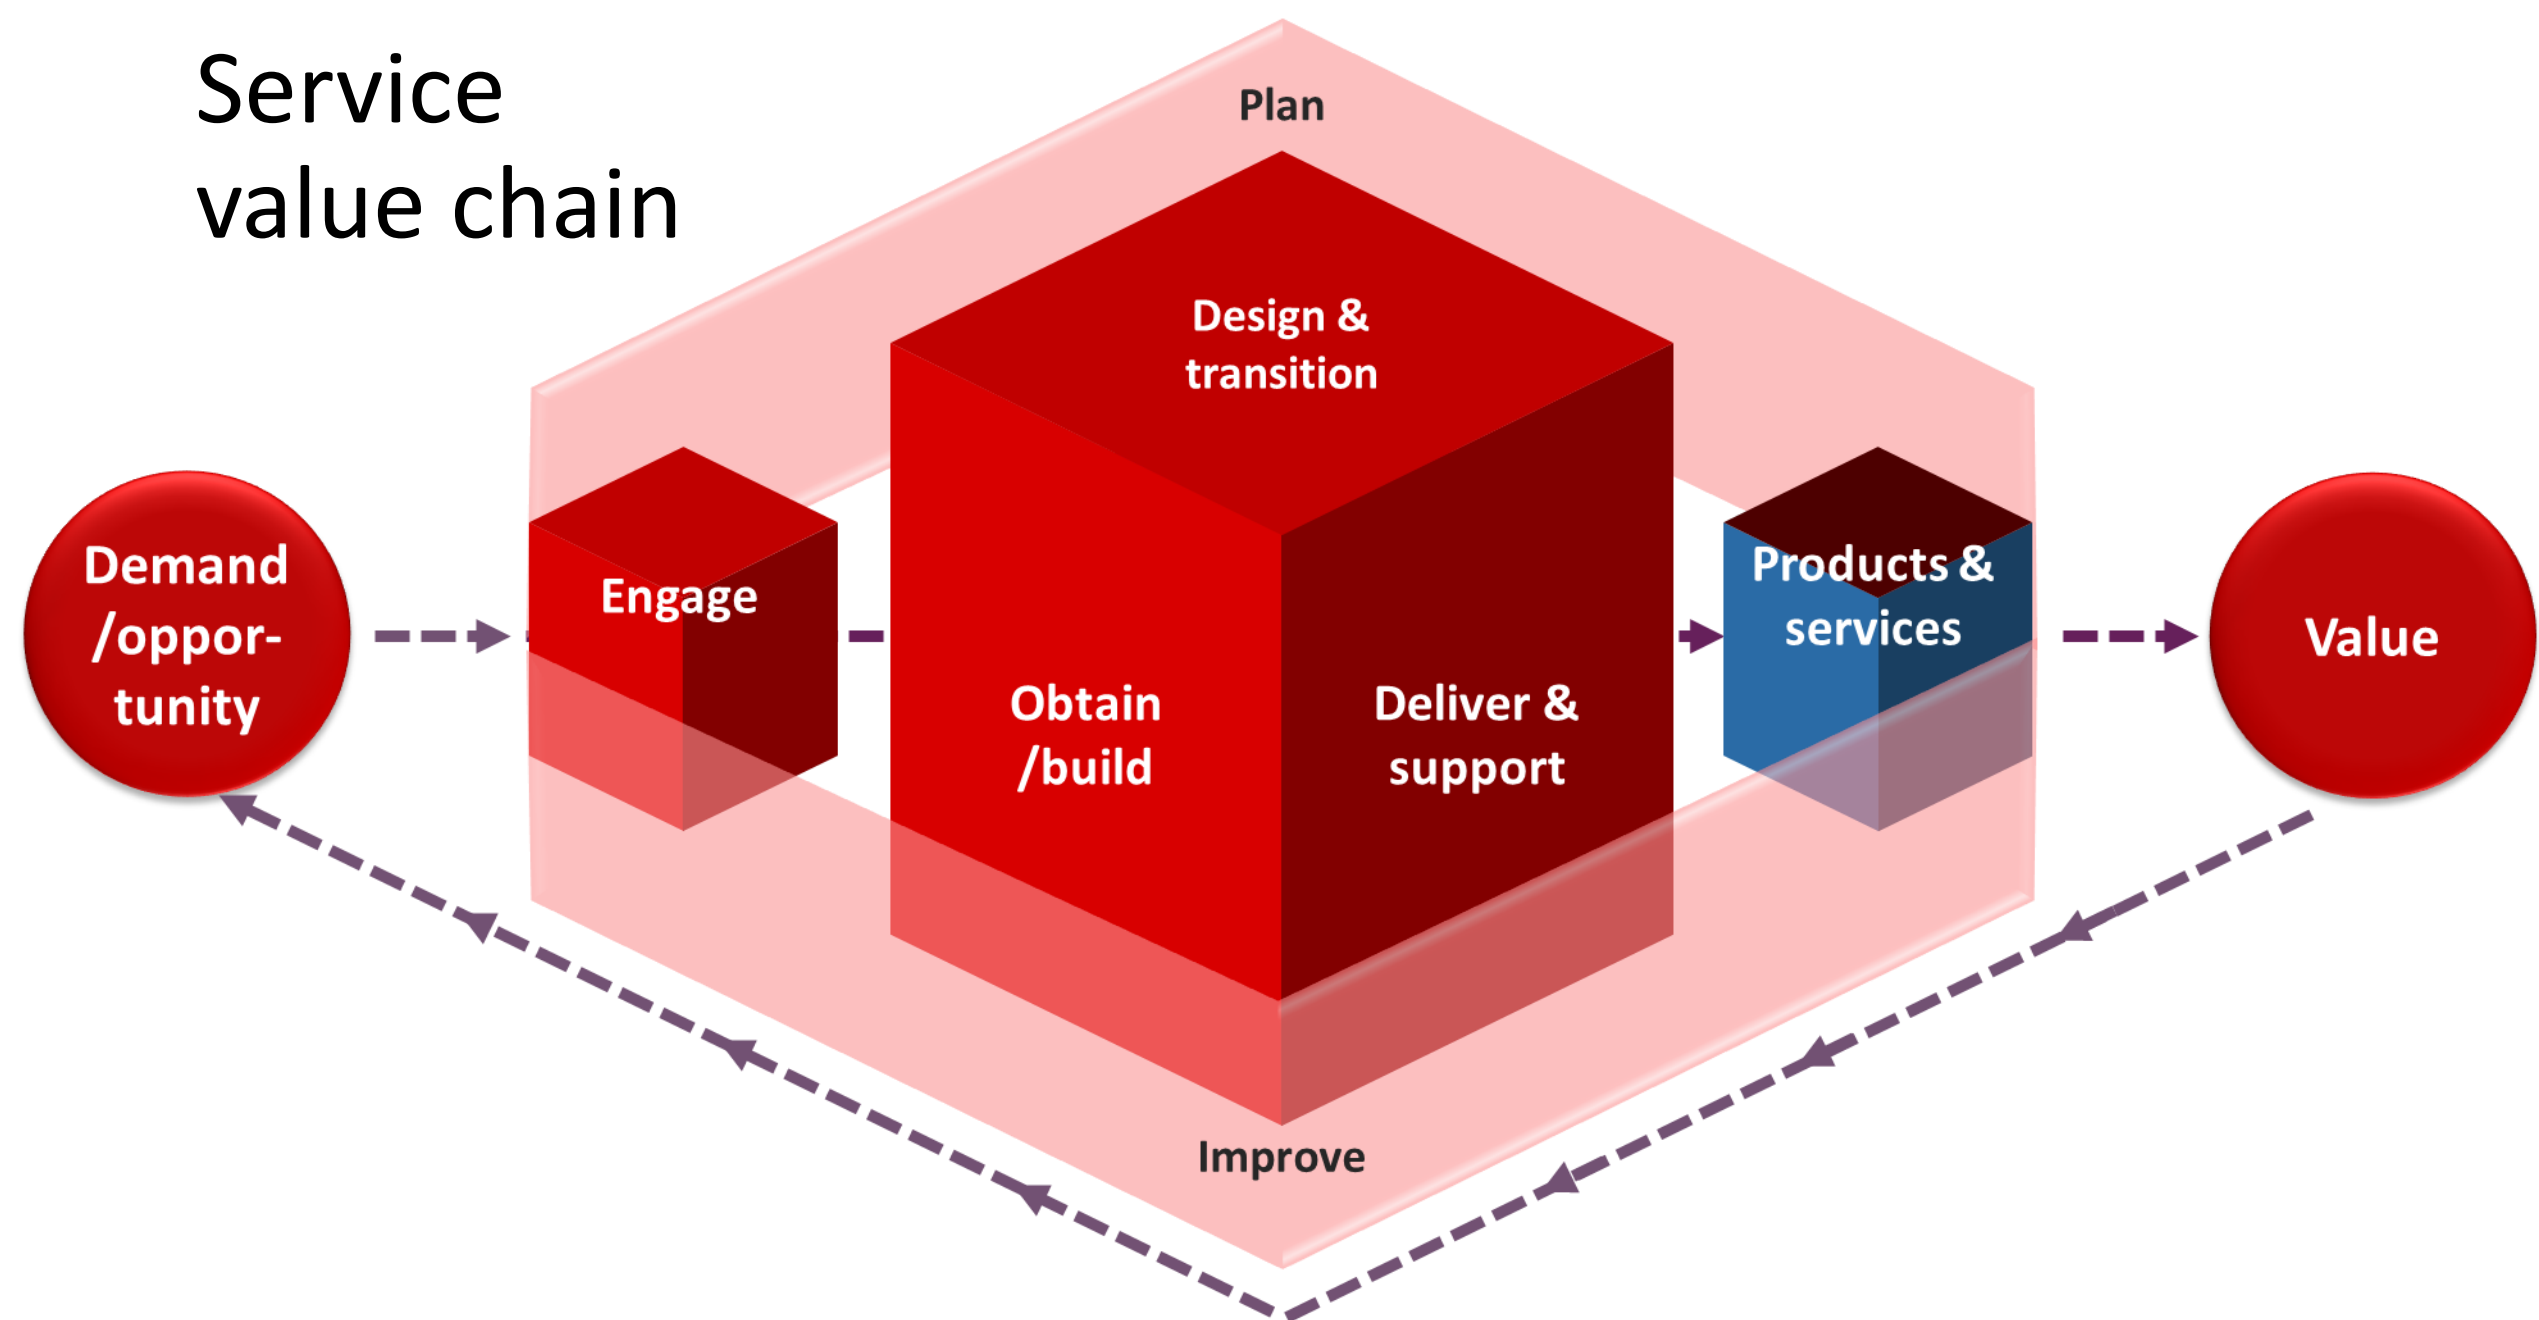 Service
value chain
Plan
Design &
transition
Demand
/oppor-
tunity
Engage
Obtain
/build
Deliver &
support
Products &
services
Value
Improve